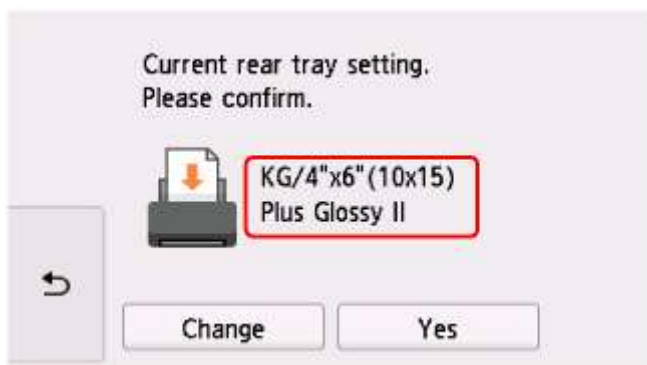 Current rear tray setting.
Please confirm.
KG/4"x6"(10x15)
Plus Glossy II
Change
Yes